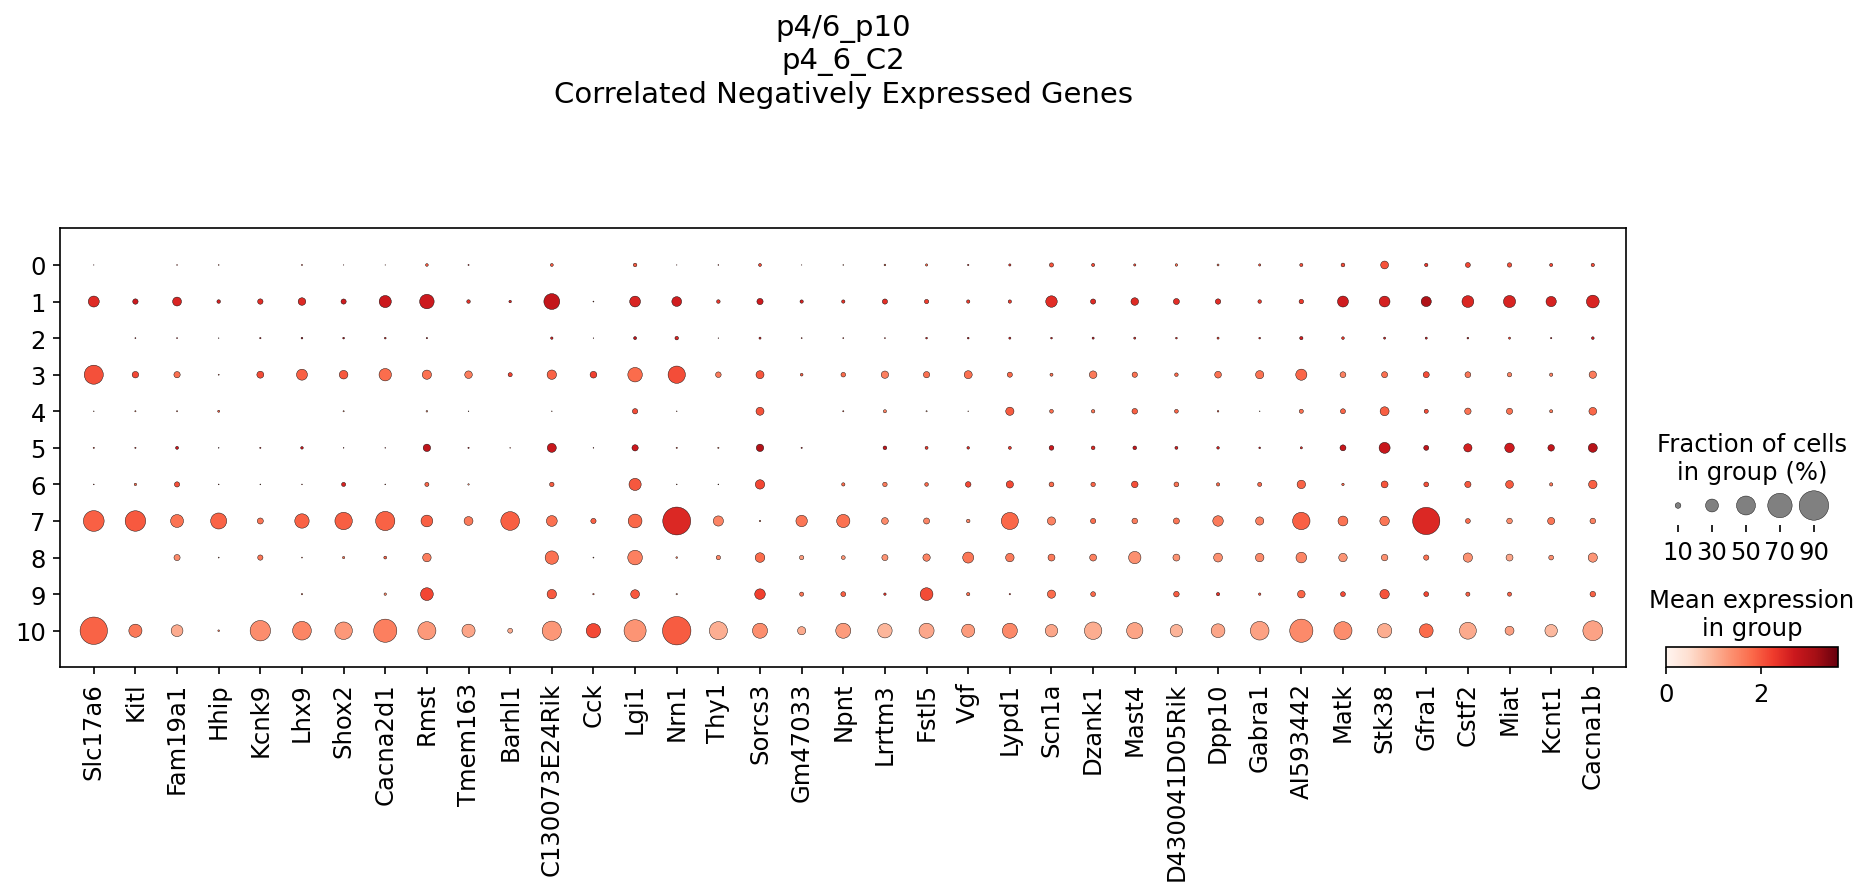 p4/6_p10
p4_6_C2
Correlated Negatively Expressed Genes
0
1
2
3
4
5
6
7
8
9
10
Slc17a6
Kitl
Fam19a1
Hhip
Kcnk9
Lhx9
Shox2
Cacna2d1
Rmst
Tmem163
Barhl1
C130073E24Rik
Cck
Lgi1
Nrn1
Thy1
Sorcs3
Gm47033
Npnt
Lrrtm3
Fstl5
Vgf
Lypd1
Scn1a
Dzank1
Mast4
D430041D05Rik
Dpp10
Gabra1
AI593442
Matk
Stk38
Gfra1
Cstf2
Miat
Kcnt1
Cacna1b
Fraction of cells
in group (%)
10 30 50 70 90
Mean expression
in group
0 2